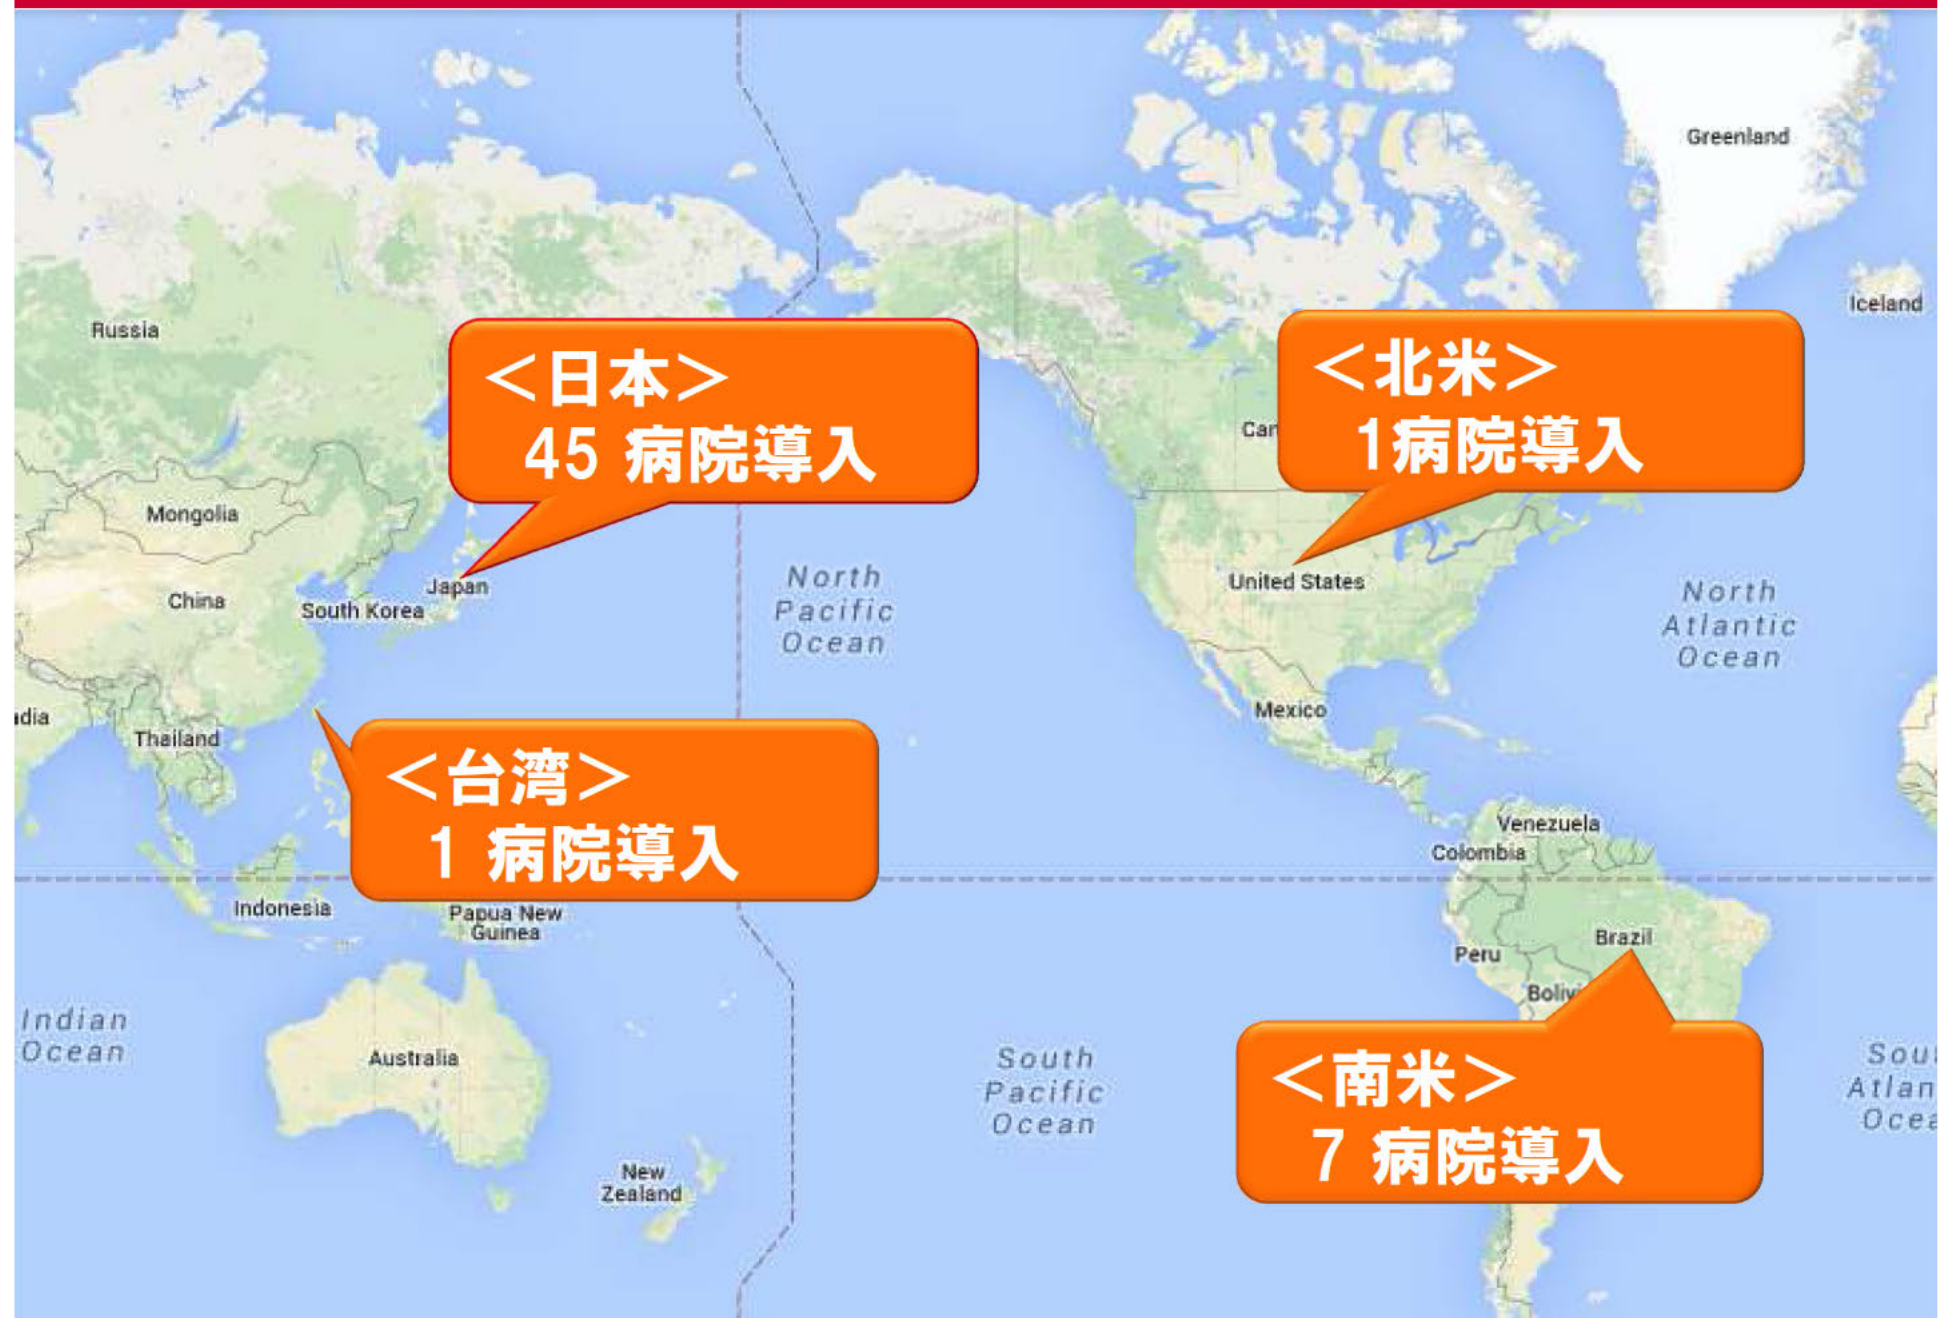 Greenland
Iceland
Russia
＜日本＞
45 病院導入
＜北米＞
1病院導入
Mongolia
China
South Korea
Japan
North
Pacific
Ocean
United States
North
Atlantic
Ocean
Mexico
Thailand
＜台湾＞
1 病院導入
Venezuela
Colombia
Indonesia
Papua New
Guinea
Brazil
Peru
Indian
Ocean
Australia
South
Pacific
Ocean
＜南米＞
7 病院導入
New
Zealand